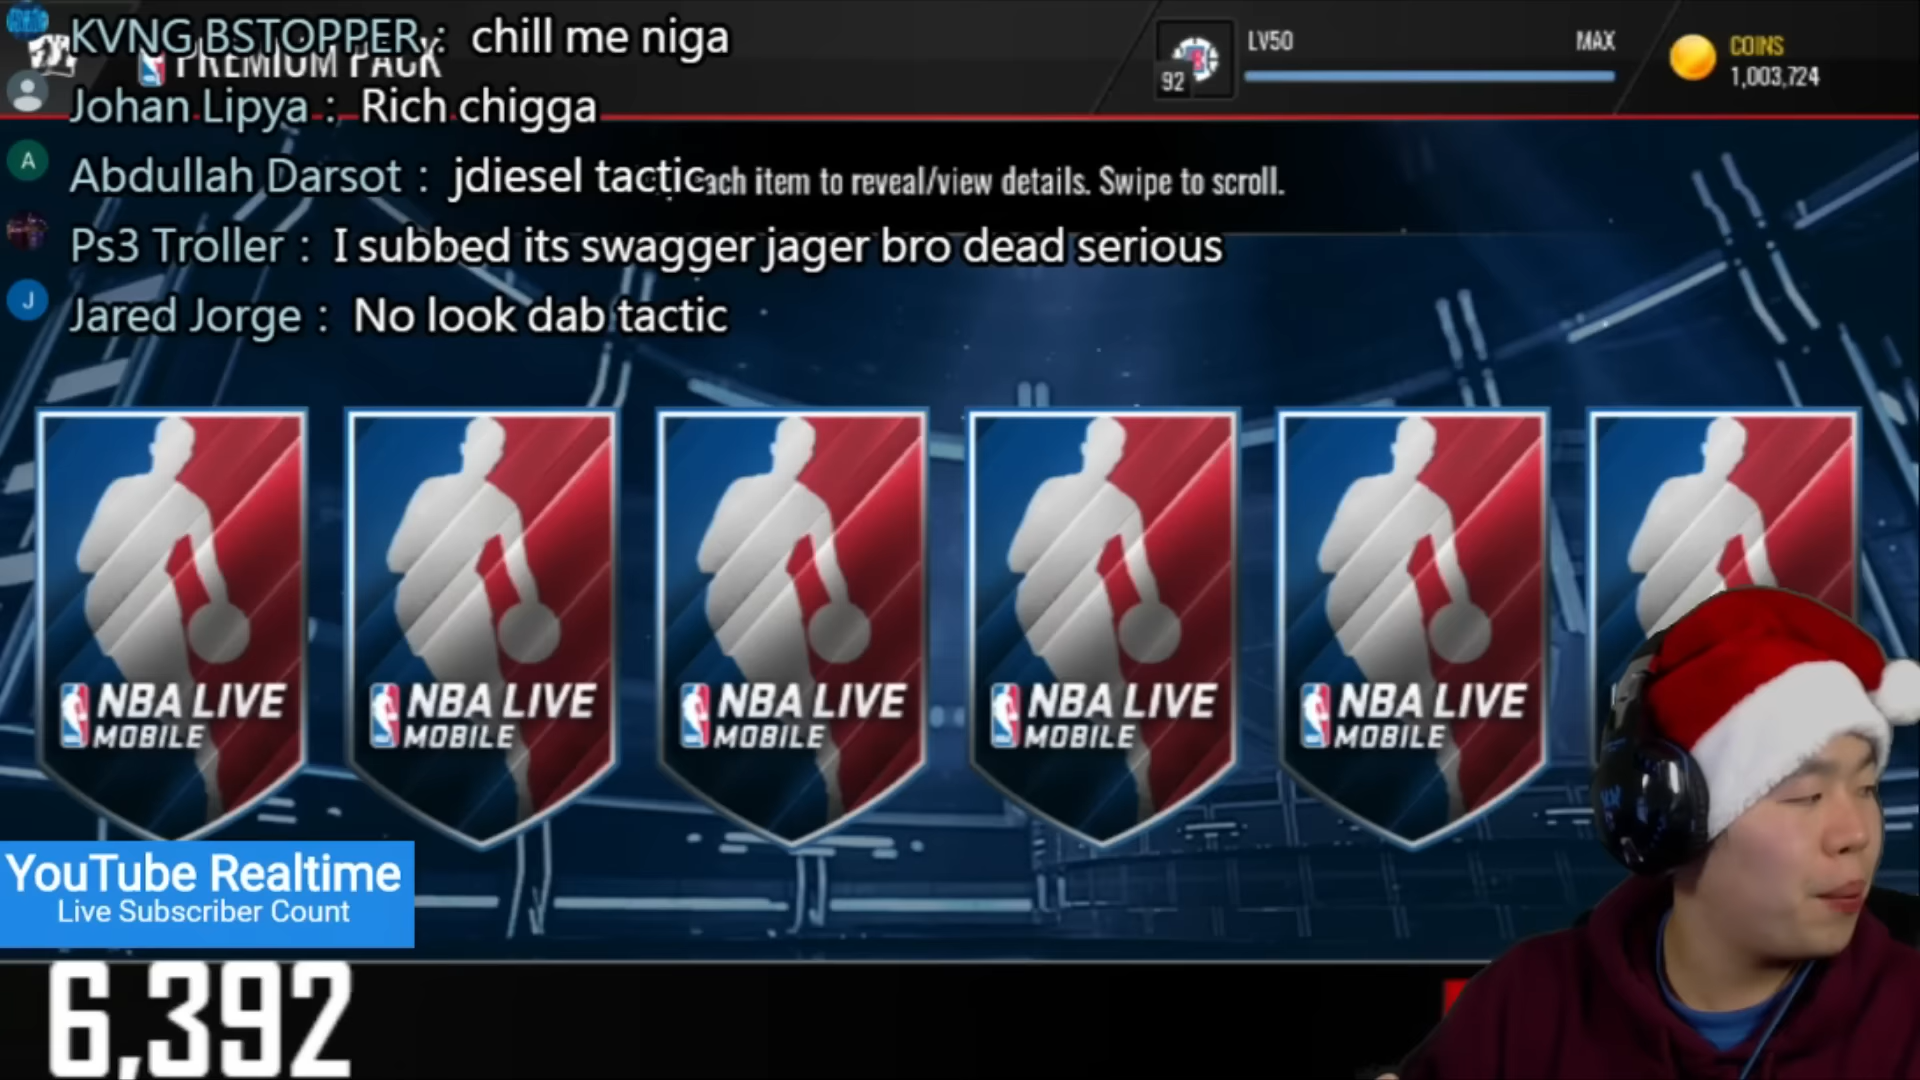 KVNG BSTOPPER : chill me niga
PREMIUM PACK
LV50
MAX
92
COINS
1,003,724
Johan Lipya : Rich chigga
A
Abdullah Darsot : jdiesel tactic
ach item to reveal/view details. Swipe to scroll.
Ps3 Troller : I subbed its swagger jager bro dead serious
J
Jared Jorge : No look dab tactic
NBA LIVE
MOBILE
NBA LIVE
MOBILE
NBA LIVE
MOBILE
NBA LIVE
MOBILE
NBA LIVE
MOBILE
YouTube Realtime
Live Subscriber Count
6,392